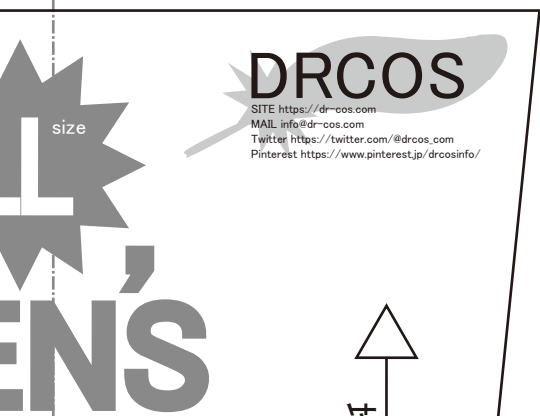 DRCOS
SITE https://dr-cos.com
MAIL info@dr-cos.com
Twitter https://twitter.com/@drcos_com
Pinterest https://www.pinterest.jp/drcosinfo/
L size
EN'S